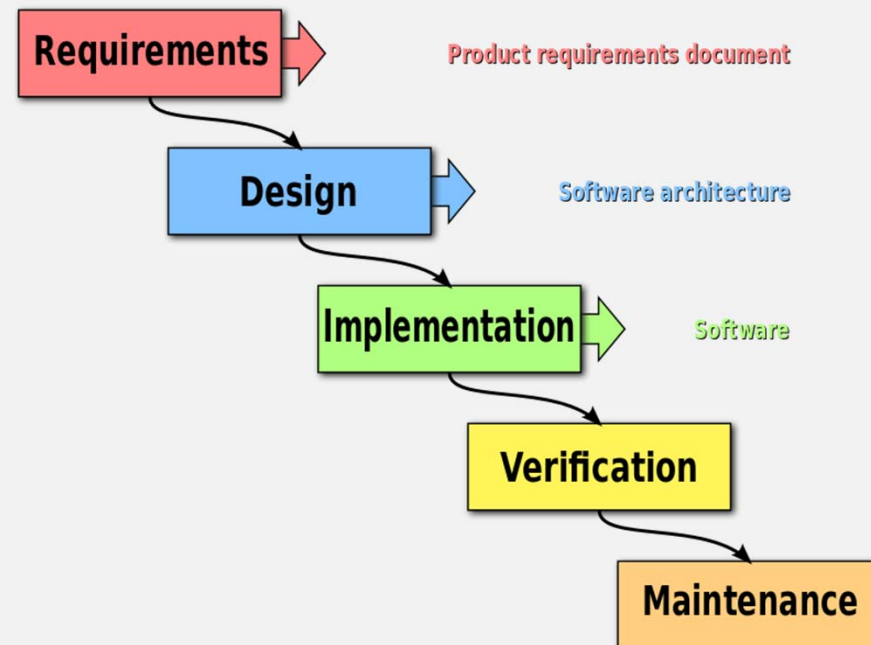 Requirements
Product requirements document
Design
Software architecture
Implementation
Software
Verification
Maintenance